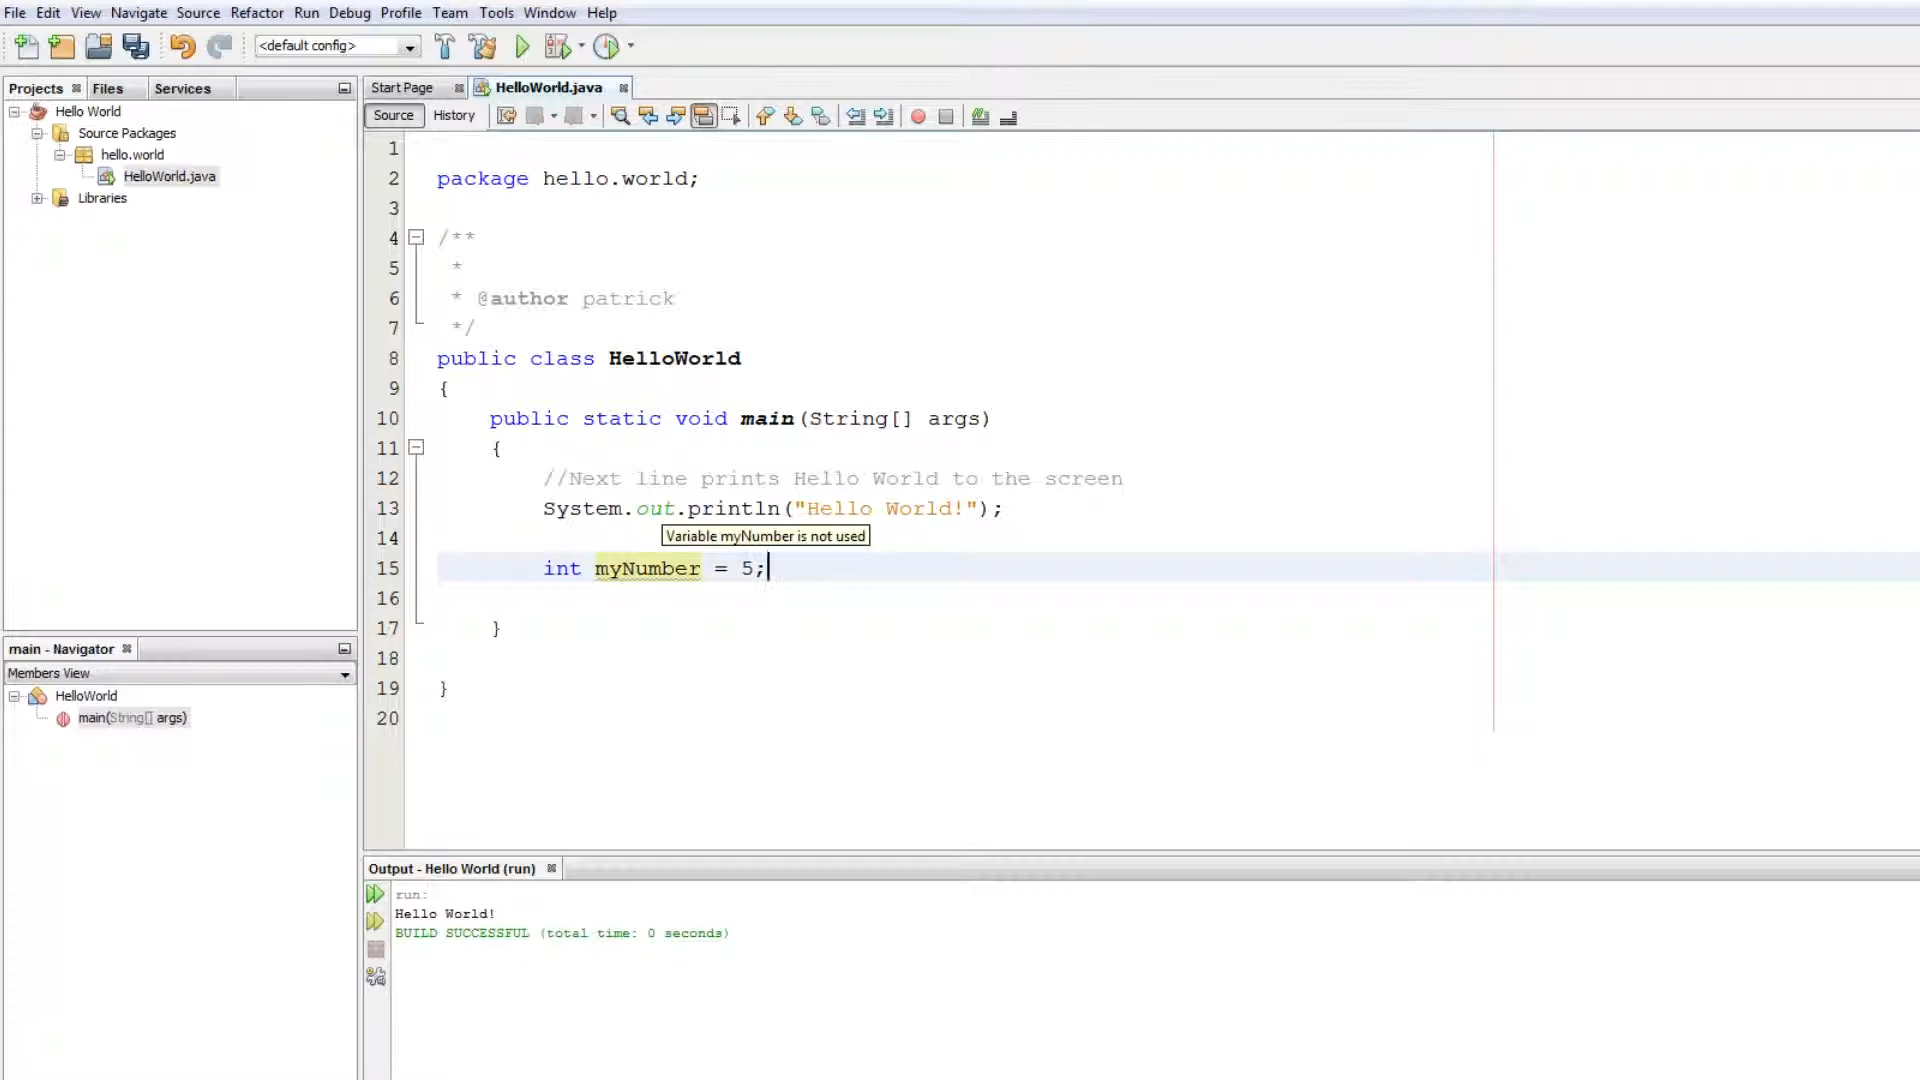 File Edit View Navigate Source Refactor Run Debug Profile Team Tools Window Help
<default config>
Projects Files Services
Hello World
Source Packages
hello.world
HelloWorld.java
Libraries
main - Navigator
Members View
HelloWorld
main(String[] args)
Start Page HelloWorld.java
Source History
1
2 package hello.world;
3
4 /**
5 *
6 * @author patrick
7 */
8 public class HelloWorld
9 {
10 public static void main(String[] args)
11 {
12 //Next line prints Hello World to the screen
13 System.out.println("Hello World!");
Variable myNumber is not used
14
15 int myNumber = 5;
16
17 }
18
19 }
20
Output - Hello World (run)
run:
Hello World!
BUILD SUCCESSFUL (total time: 0 seconds)